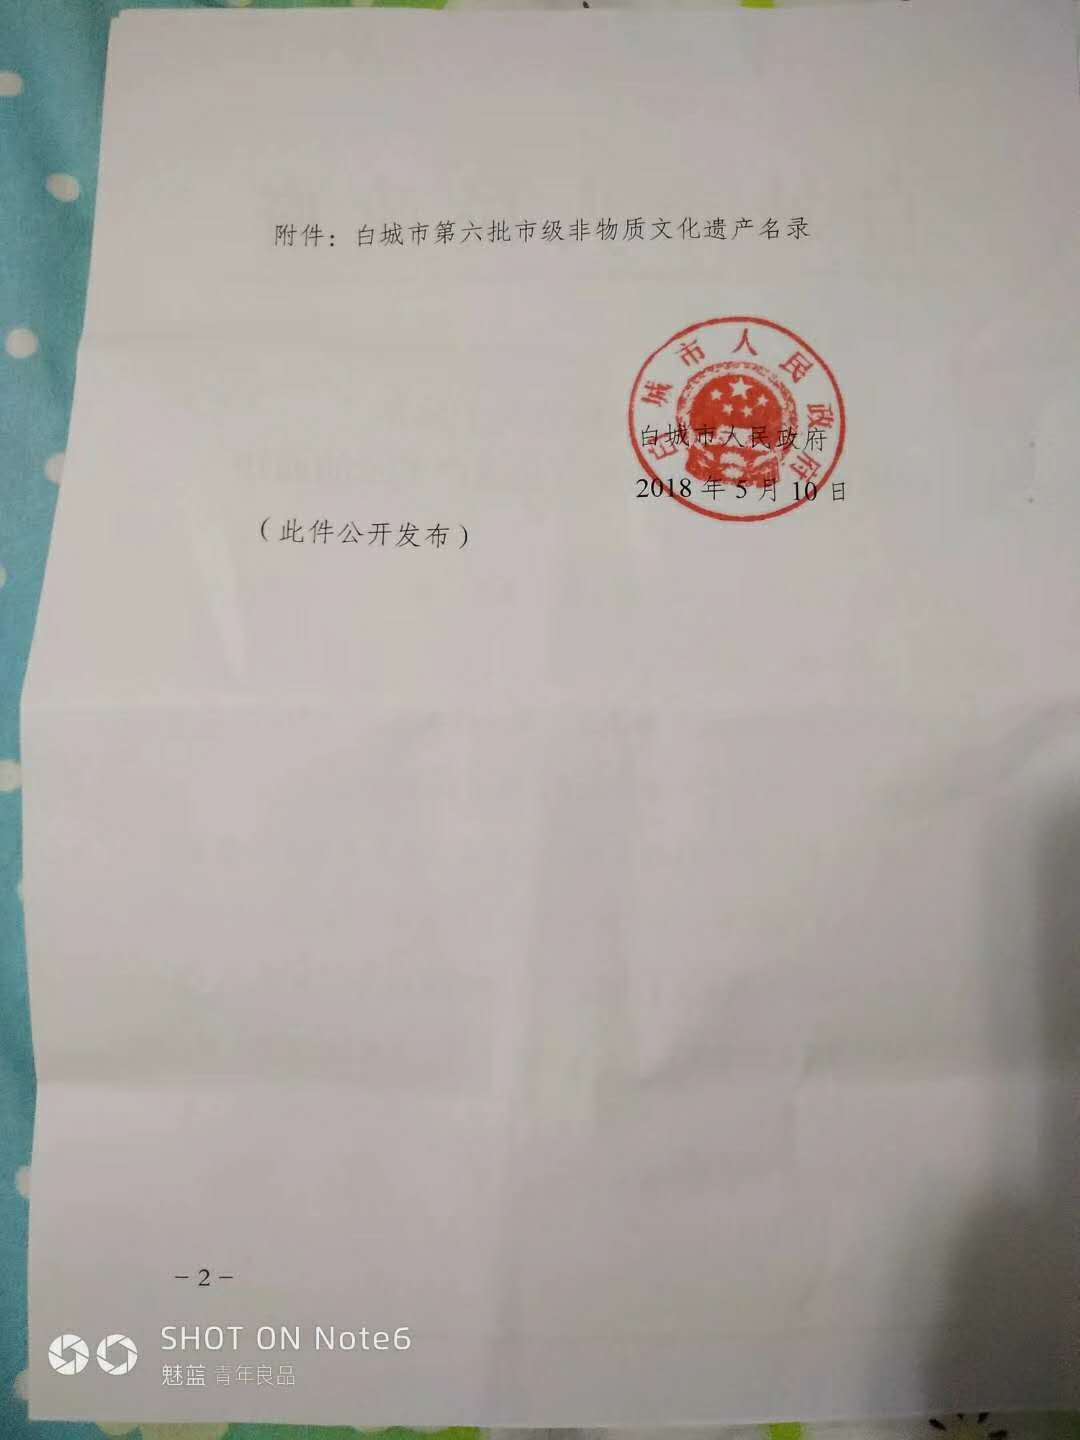 附件：白城市第六批市级非物质文化遗产名录
白城市人民政府
白城市人民政府
2018年5月10日
（此件公开发布）
－2－
SHOT ON Note6
魅蓝 青年良品